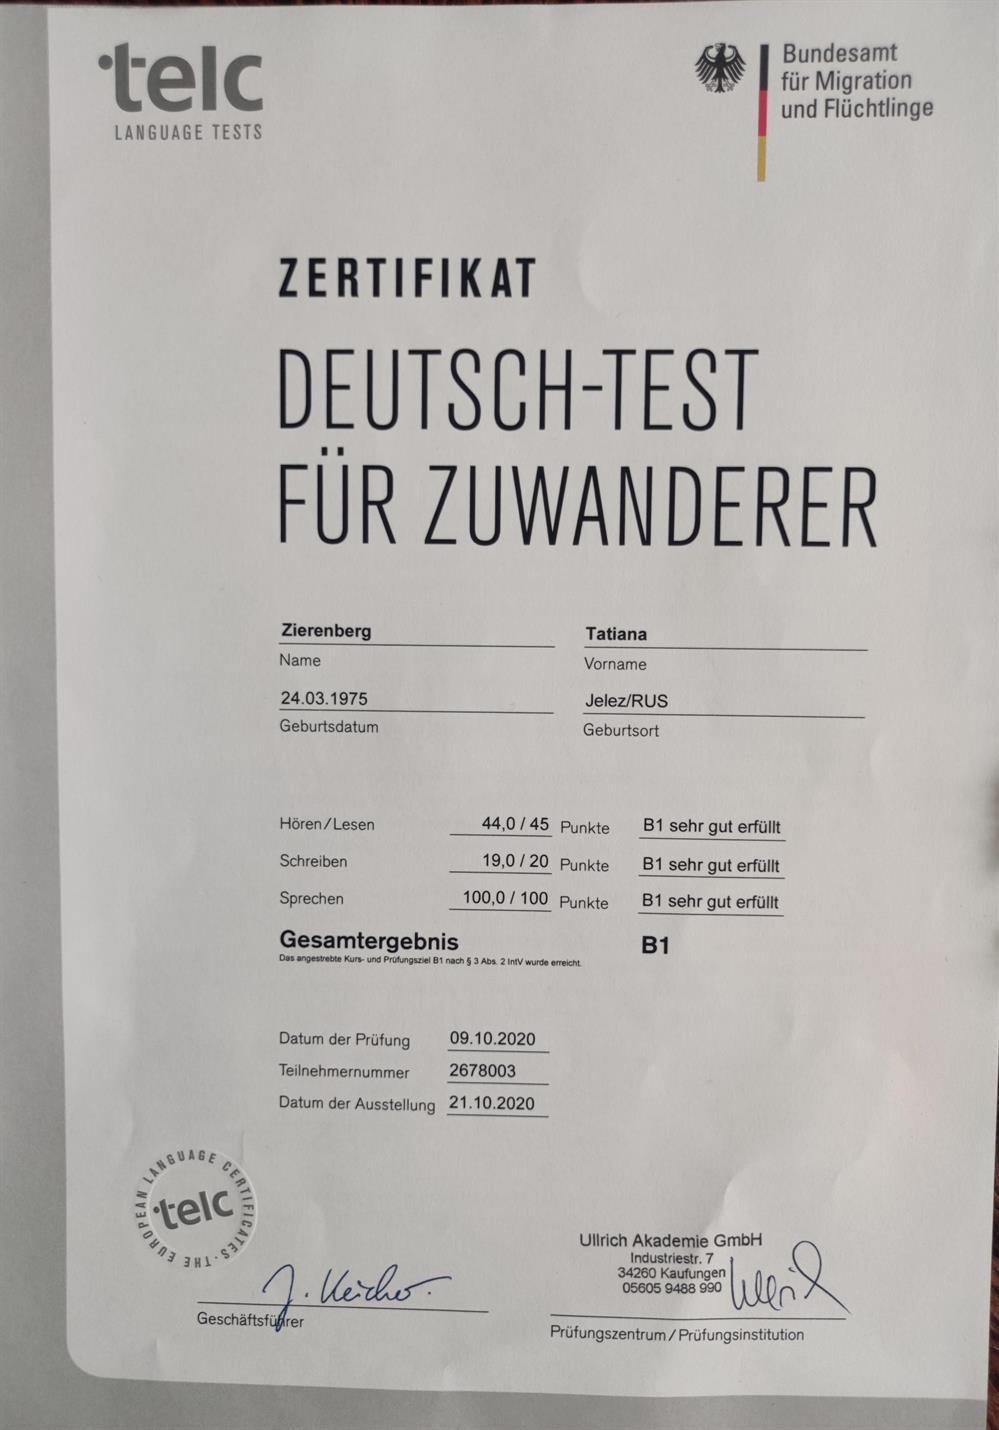 telc
LANGUAGE TESTS
Bundesamt
für Migration
und Flüchtlinge
ZERTIFIKAT
DEUTSCH-TEST
FÜR ZUWANDERER
Zierenberg Tatiana
Name Vorname
24.03.1975 Jelez/RUS
Geburtsdatum Geburtsort
Hören/Lesen 44,0 / 45 Punkte B1 sehr gut erfüllt
Schreiben 19,0 / 20 Punkte B1 sehr gut erfüllt
Sprechen 100,0 / 100 Punkte B1 sehr gut erfüllt
Gesamtergebnis B1
Das angestrebte Kurs- und Prüfungsziel B1 nach § 3 Abs. 2 IntV wurde erreicht.
Datum der Prüfung 09.10.2020
Teilnehmernummer 2678003
Datum der Ausstellung 21.10.2020
telc
THE EUROPEAN LANGUAGE CERTIFICATES
Ullrich Akademie GmbH
Industriestr. 7
34260 Kaufungen
05605 9488 990
Geschäftsführer
Prüfungszentrum / Prüfungsinstitution